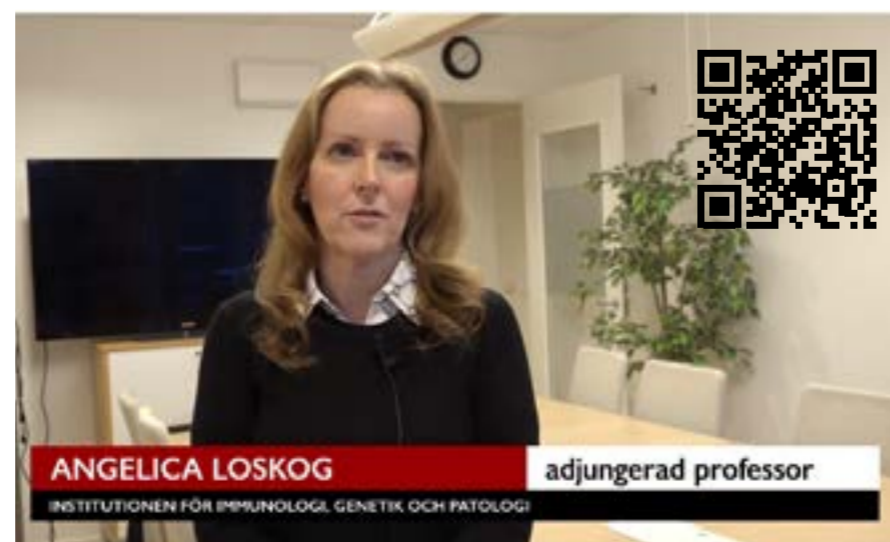 ANGELICA LOSKOG
adjungerad professor
INSTITUTIONEN FÖR IMMUNOLOGI, GENETIK OCH PATOLOGI